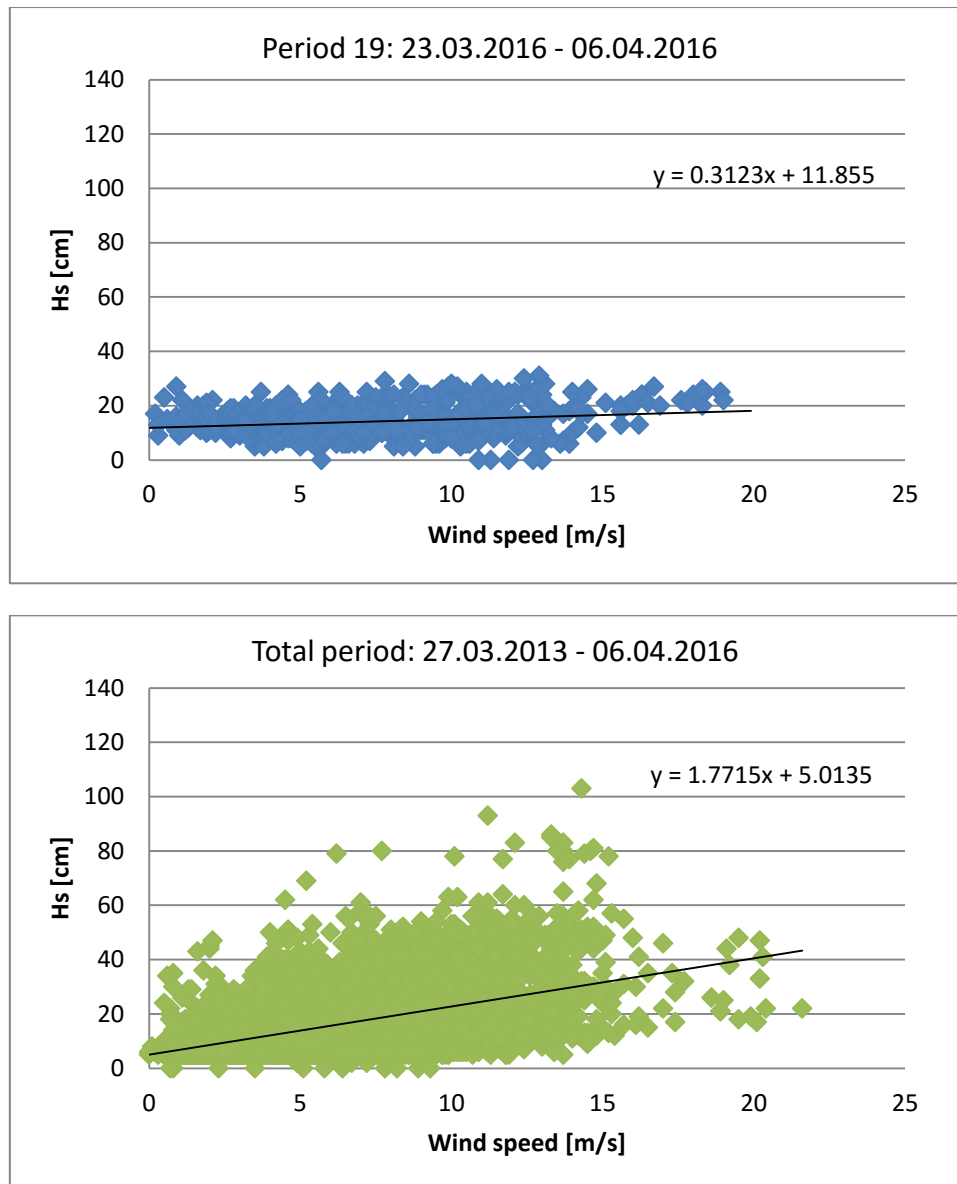 Period 19: 23.03.2016 - 06.04.2016
140
120
y = 0.3123x + 11.855
100
80
Hs [cm]
60
40
20
0
0 5 10 15 20 25
Wind speed [m/s]
Total period: 27.03.2013 - 06.04.2016
140
120
y = 1.7715x + 5.0135
100
80
Hs [cm]
60
40
20
0
0 5 10 15 20 25
Wind speed [m/s]